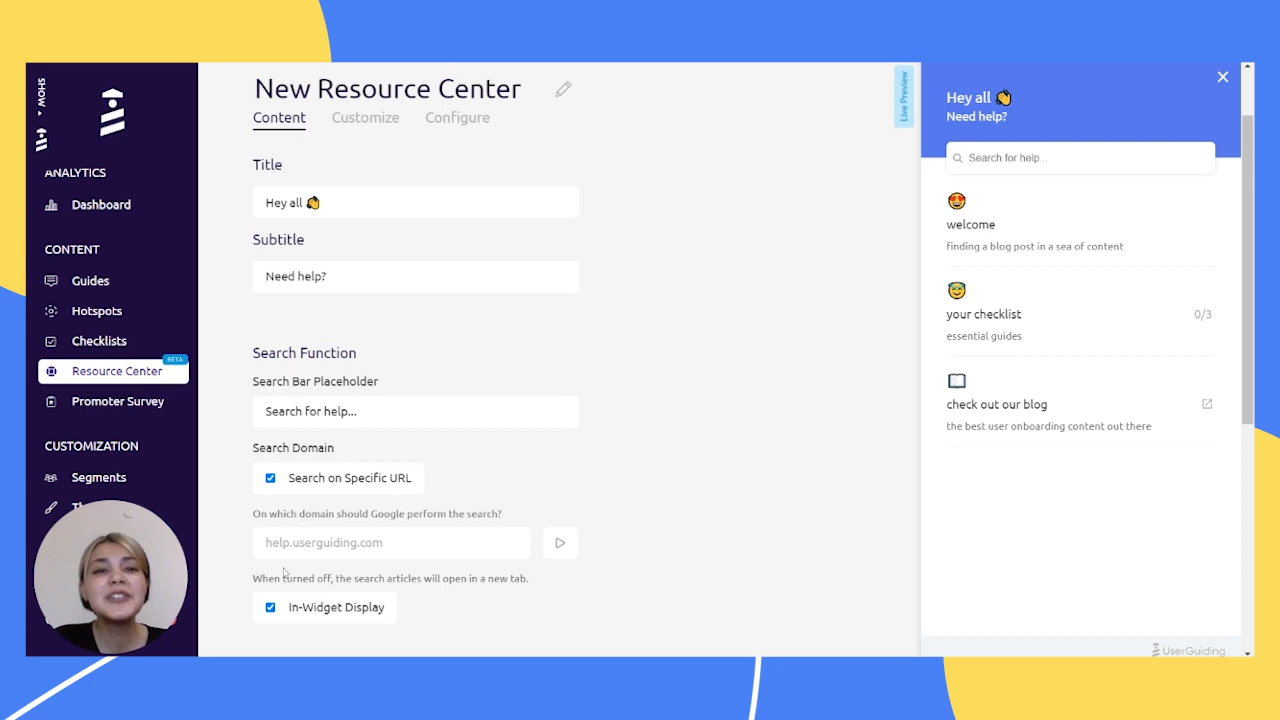 SHOW
ANALYTICS
Dashboard
CONTENT
Guides
Hotspots
Checklists
BETA
Resource Center
Promoter Survey
CUSTOMIZATION
Segments
New Resource Center
Content Customize Configure
Title
Hey all 👏
Subtitle
Need help?
Search Function
Search Bar Placeholder
Search for help...
Search Domain
Search on Specific URL
On which domain should Google perform the search?
help.userguiding.com
When turned off, the search articles will open in a new tab.
In-Widget Display
Live Preview
Hey all 👏
Need help?
Search for help...
welcome
finding a blog post in a sea of content
your checklist 0/3
essential guides
check out our blog
the best user onboarding content out there
UserGuiding